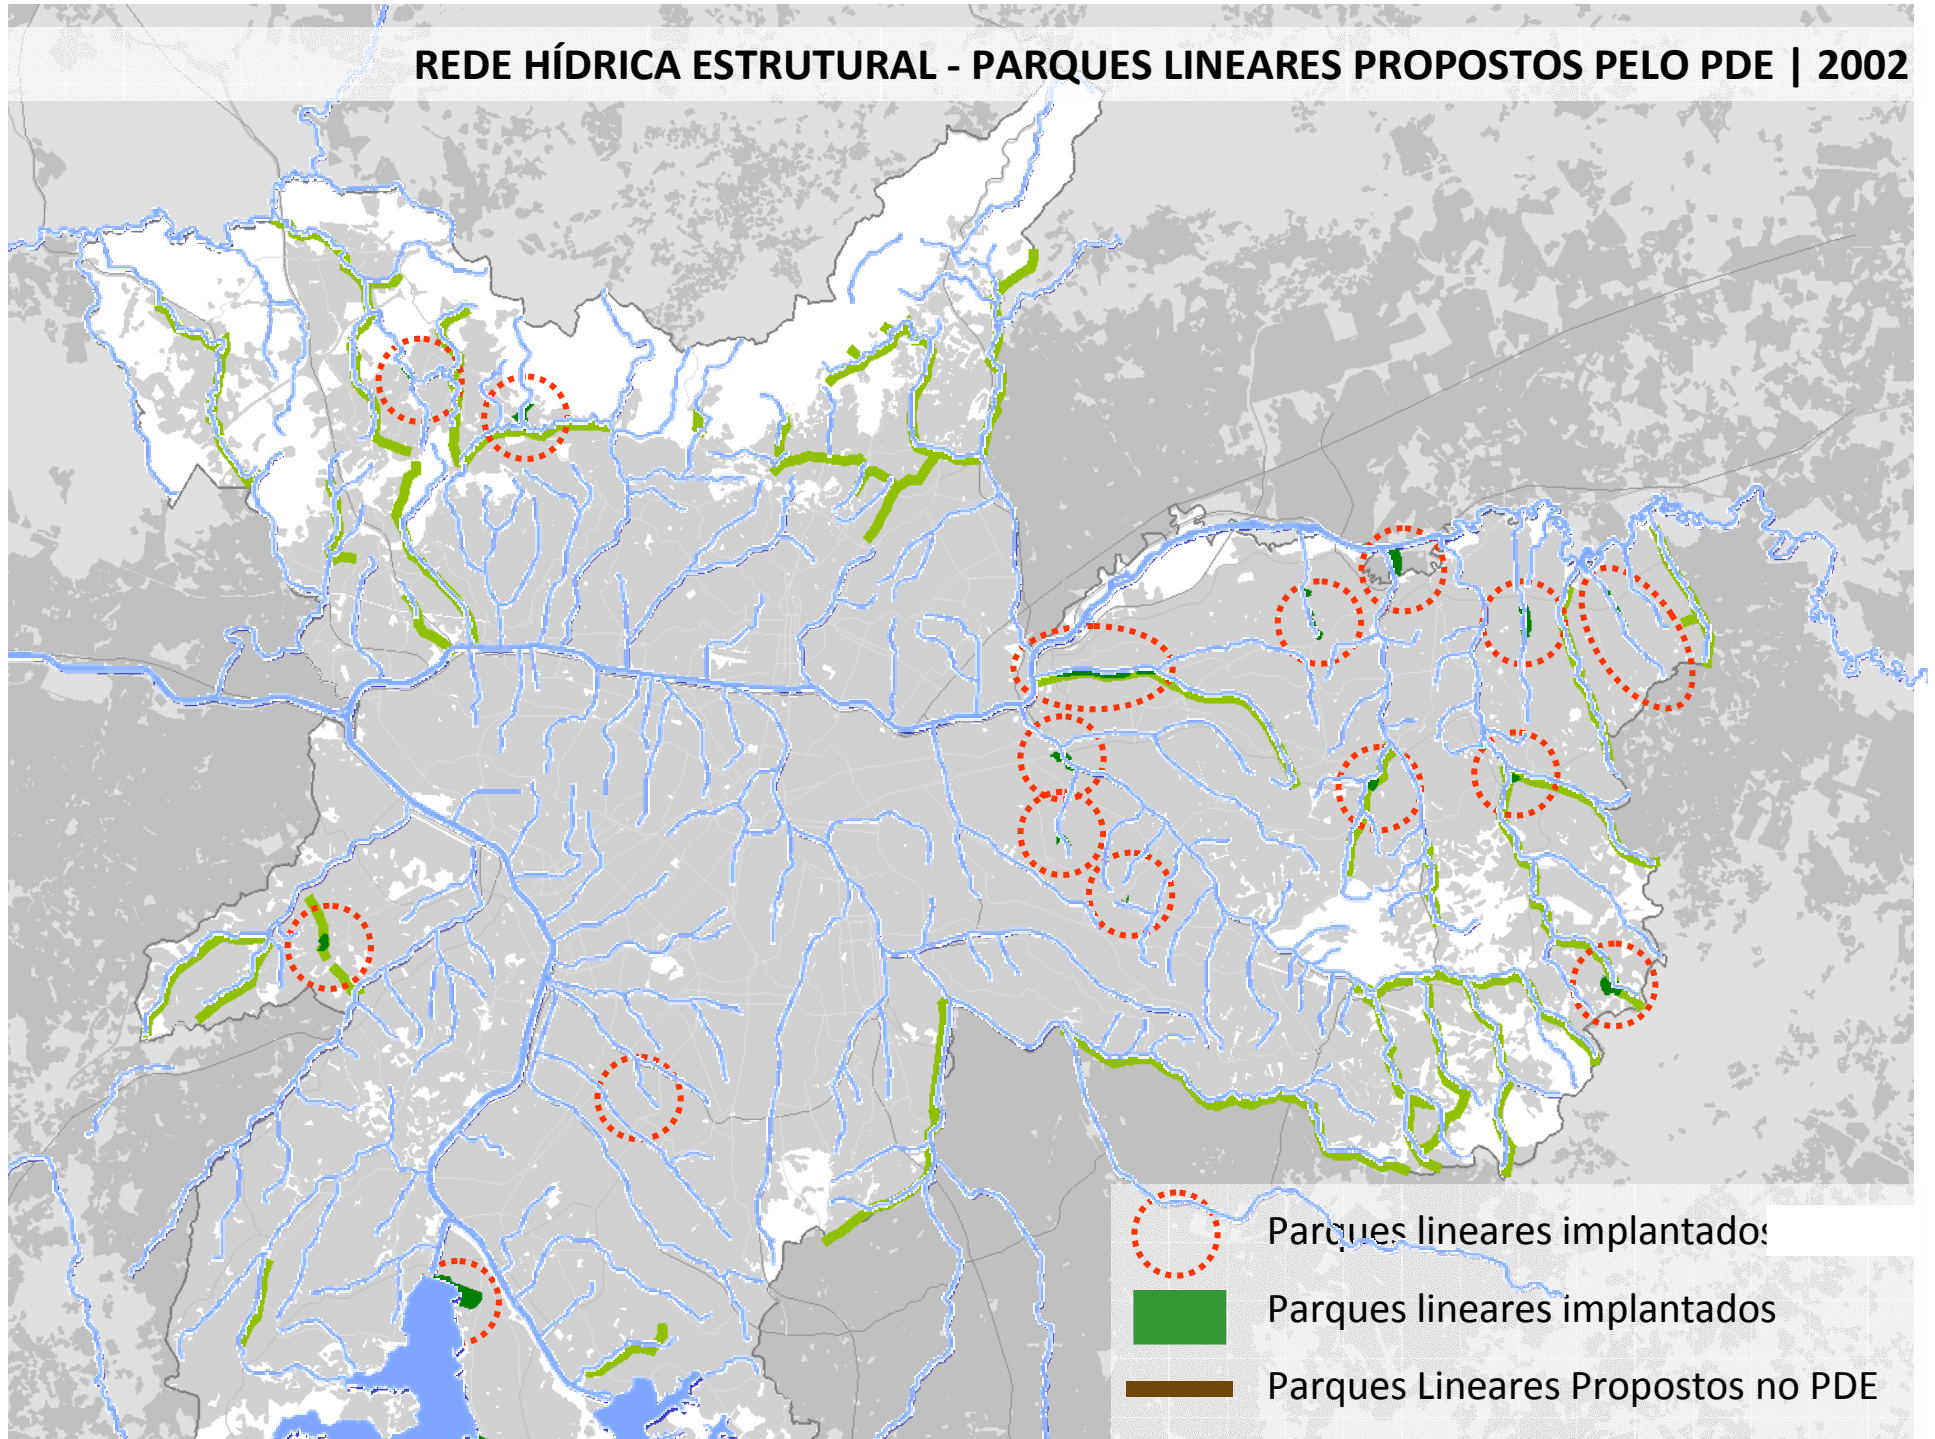 REDE HÍDRICA ESTRUTURAL - PARQUES LINEARES PROPOSTOS PELO PDE | 2002
Parques lineares implantados
Parques lineares implantados
Parques Lineares Propostos no PDE